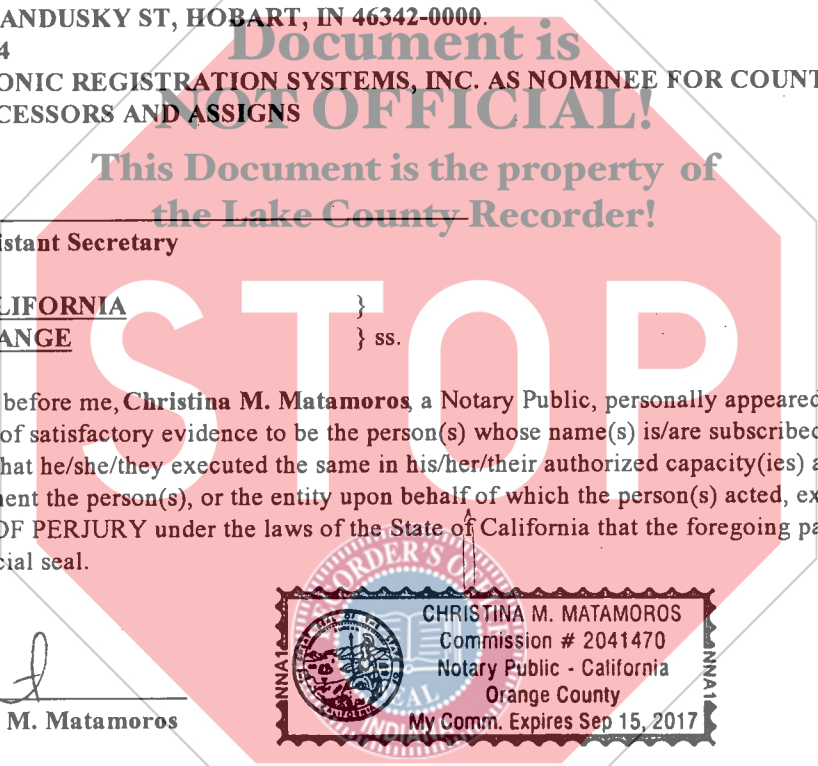 ANDUSKY ST, HOBART, IN 46342-0000.
Document is
4
ONIC REGISTRATION SYSTEMS, INC. AS NOMINEE FOR COUNT
NOT OFFICIAL!
CESSORS AND ASSIGNS
This Document is the property of
the Lake County Recorder!
istant Secretary
STOP
LIFORNIA }
ANGE } ss.
before me, Christina M. Matamoros, a Notary Public, personally appeared
of satisfactory evidence to be the person(s) whose name(s) is/are subscribed
hat he/she/they executed the same in his/her/their authorized capacity(ies) a
nent the person(s), or the entity upon behalf of which the person(s) acted, ex
OF PERJURY under the laws of the State of California that the foregoing pa
cial seal.
ORDER'S OFFICE
SEAL
INDIANA
CHRISTINA M. MATAMOROS
Commission # 2041470
Notary Public - California
Orange County
My Comm. Expires Sep 15, 2017
NNA1
NNA1
M. Matamoros